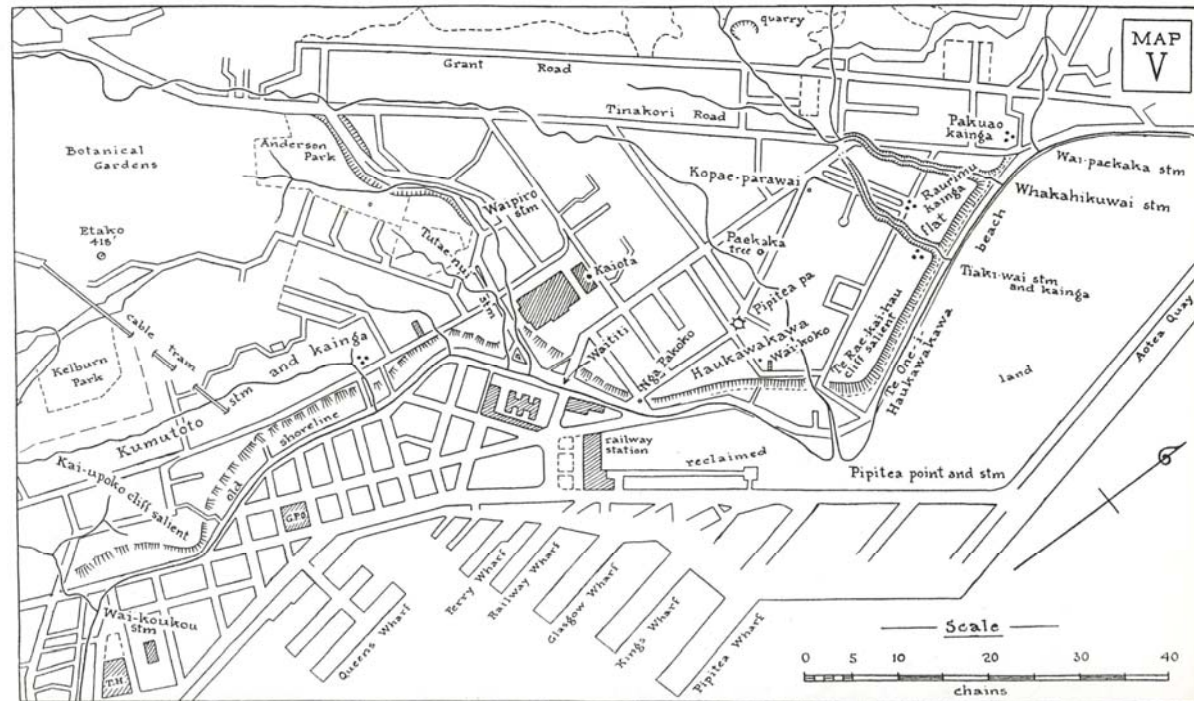 quarry
MAP
V
Grant Road
Tinakori Road
Pakuao
kainga
Botanical
Gardens
Anderson
Park
Kopae-parawai
Wai-paekaka stm
Raurimu
kainga
flat
Whakahikuwai stm
Waipiro
stm
beach
Etako
418'
Tutae-nui
stm
Paekaka
tree
Kaiota
Tiaki-wai stm
and kainga
Pipitea pa
cable tram
Kelburn
Park
Waititi
Nga Pakoko
Haukawakawa
Wai-koko
Te Rae-kai-hau
cliff salient
Te One-i-
Haukawakawa
Aotea Quay
land
Kumutoto stm and kainga
old shoreline
railway
station
reclaimed
Pipitea point and stm
Kai-upoko cliff salient
G.P.O.
Wai-koukou
stm
T.H.
Queens Wharf
Ferry Wharf
Railway Wharf
Glasgow Wharf
Kings Wharf
Pipitea Wharf
Scale
0 5 10 20 30 40
chains